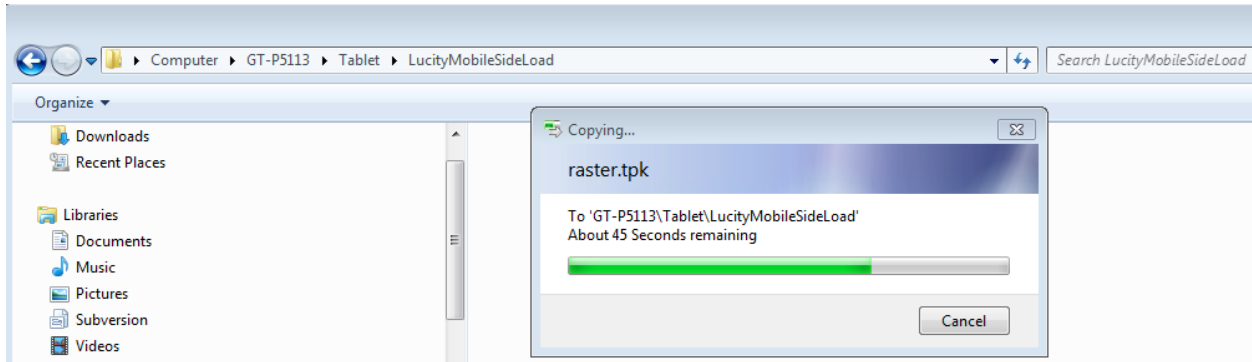 Computer GT-P5113 Tablet LucityMobileSideLoad
Search LucityMobileSideLoad
Organize
Downloads
Recent Places
Libraries
Documents
Music
Pictures
Subversion
Videos
Copying...
raster.tpk
To 'GT-P5113\Tablet\LucityMobileSideLoad'
About 45 Seconds remaining
Cancel